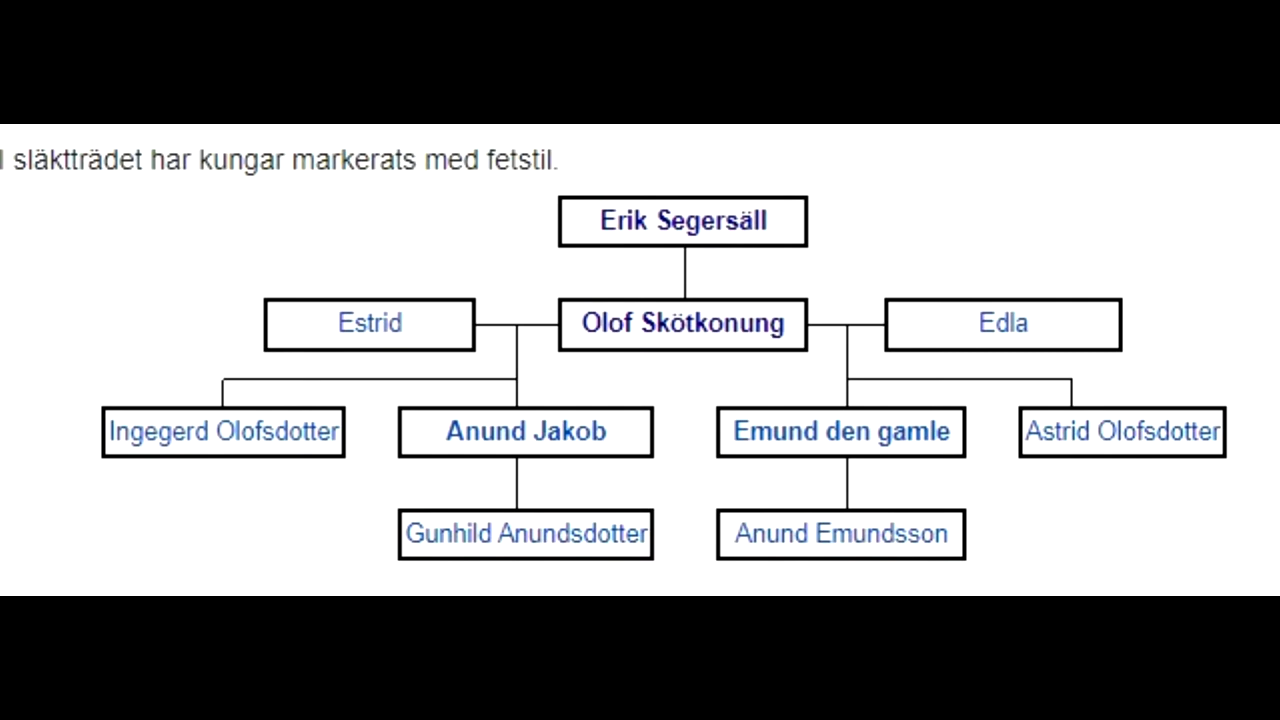 I släktträdet har kungar markerats med fetstil.
Erik Segersäll
Estrid
Olof Skötkonung
Edla
Ingegerd Olofsdotter
Anund Jakob
Emund den gamle
Astrid Olofsdotter
Gunhild Anundsdotter
Anund Emundsson